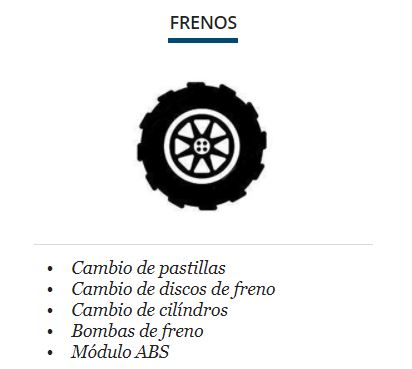 FRENOS
• Cambio de pastillas
• Cambio de discos de freno
• Cambio de cilíndros
• Bombas de freno
• Módulo ABS